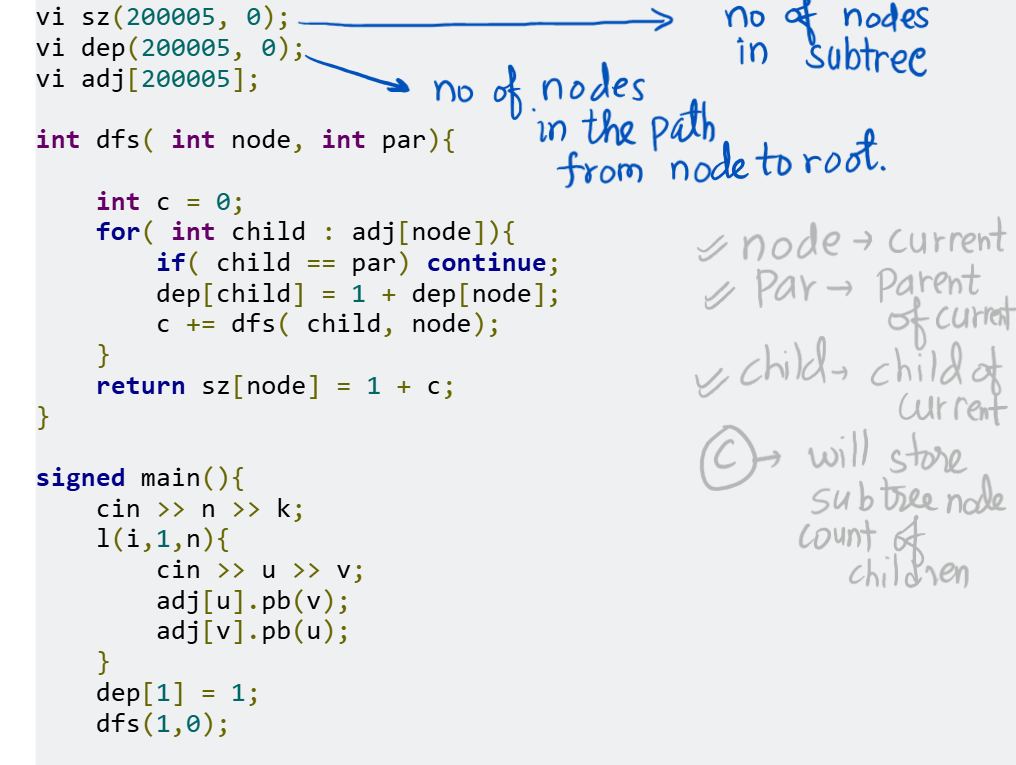 vi sz(200005, 0); → no of nodes
in subtree
vi dep(200005, 0);
vi adj[200005];
→ no of nodes
in the path
from node to root.
int dfs( int node, int par){
int c = 0;
for( int child : adj[node]){
if( child == par) continue;
dep[child] = 1 + dep[node];
c += dfs( child, node);
}
return sz[node] = 1 + c;
}
✓ node → current
✓ Par → Parent
of current
✓ child → child of
current
C → will store
subtree node
count of
children
signed main(){
cin >> n >> k;
l(i,1,n){
cin >> u >> v;
adj[u].pb(v);
adj[v].pb(u);
}
dep[1] = 1;
dfs(1,0);